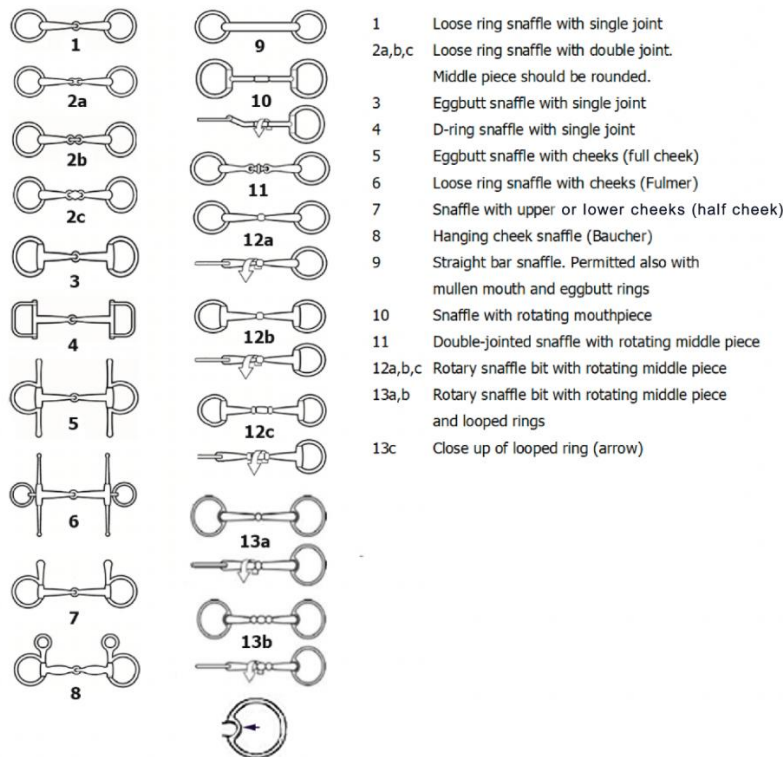 1
2a
2b
2c
3
4
5
6
7
8
9
10
11
12a
12b
12c
13a
13b
1 Loose ring snaffle with single joint
2a,b,c Loose ring snaffle with double joint.
Middle piece should be rounded.
3 Eggbutt snaffle with single joint
4 D-ring snaffle with single joint
5 Eggbutt snaffle with cheeks (full cheek)
6 Loose ring snaffle with cheeks (Fulmer)
7 Snaffle with upper or lower cheeks (half cheek)
8 Hanging cheek snaffle (Baucher)
9 Straight bar snaffle. Permitted also with
mullen mouth and eggbutt rings
10 Snaffle with rotating mouthpiece
11 Double-jointed snaffle with rotating middle piece
12a,b,c Rotary snaffle bit with rotating middle piece
13a,b Rotary snaffle bit with rotating middle piece
and looped rings
13c Close up of looped ring (arrow)